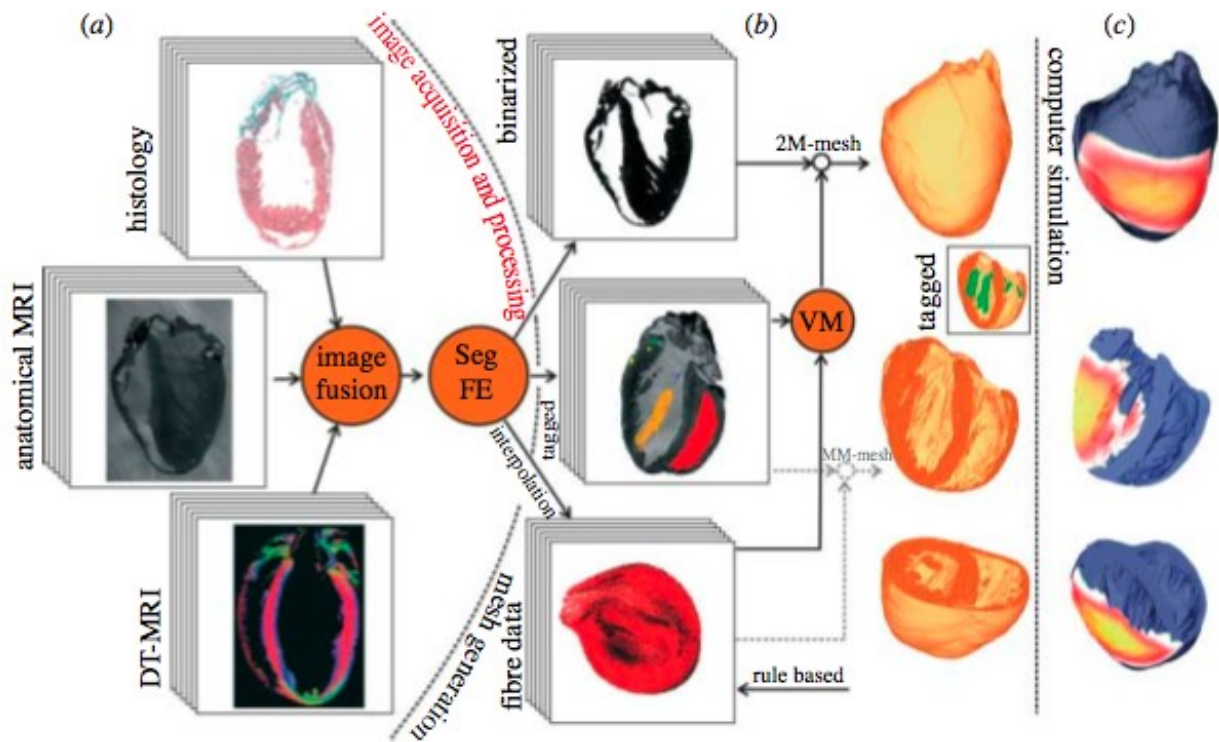 (a)
(b)
(c)
histology
anatomical MRI
DT-MRI
image
fusion
image acquisition and processing
Seg
FE
interpolation
mesh generation
binarized
tagged
fibre data
2M-mesh
VM
MM-mesh
rule based
tagged
computer simulation